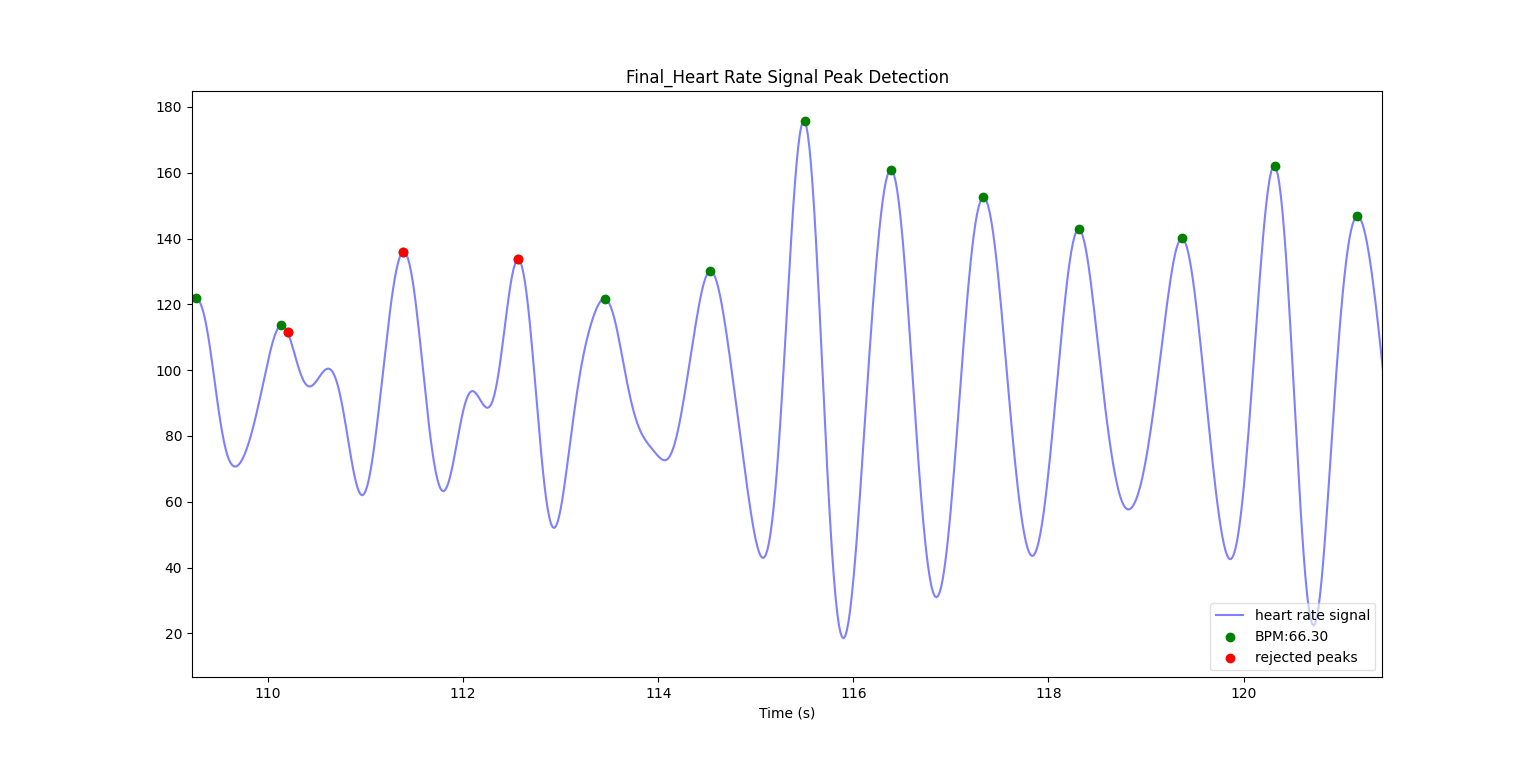 Final_Heart Rate Signal Peak Detection
180
160
140
120
100
80
60
40
20
heart rate signal
BPM:66.30
rejected peaks
110 112 114 116 118 120
Time (s)